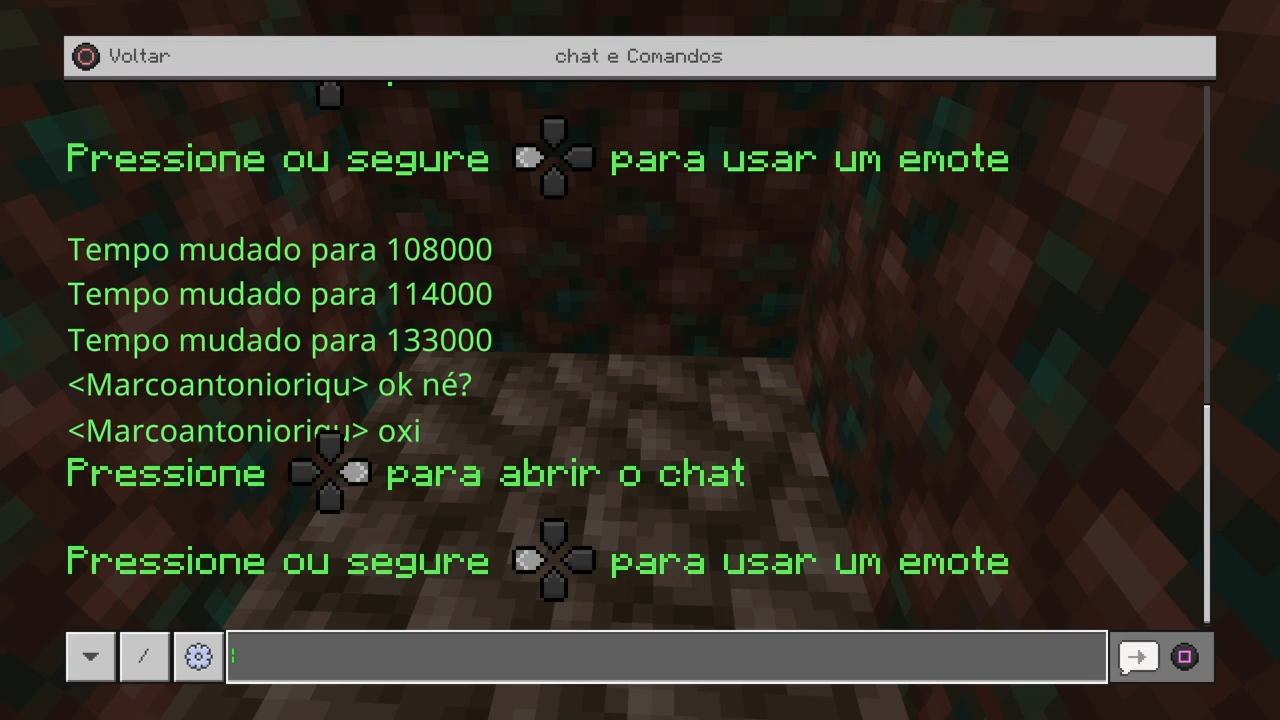 Voltar
chat e Comandos
Pressione ou segure para usar um emote
Tempo mudado para 108000
Tempo mudado para 114000
Tempo mudado para 133000
<Marcoantonioriqu> ok né?
<Marcoantonioriqu> oxi
Pressione para abrir o chat
Pressione ou segure para usar um emote
/